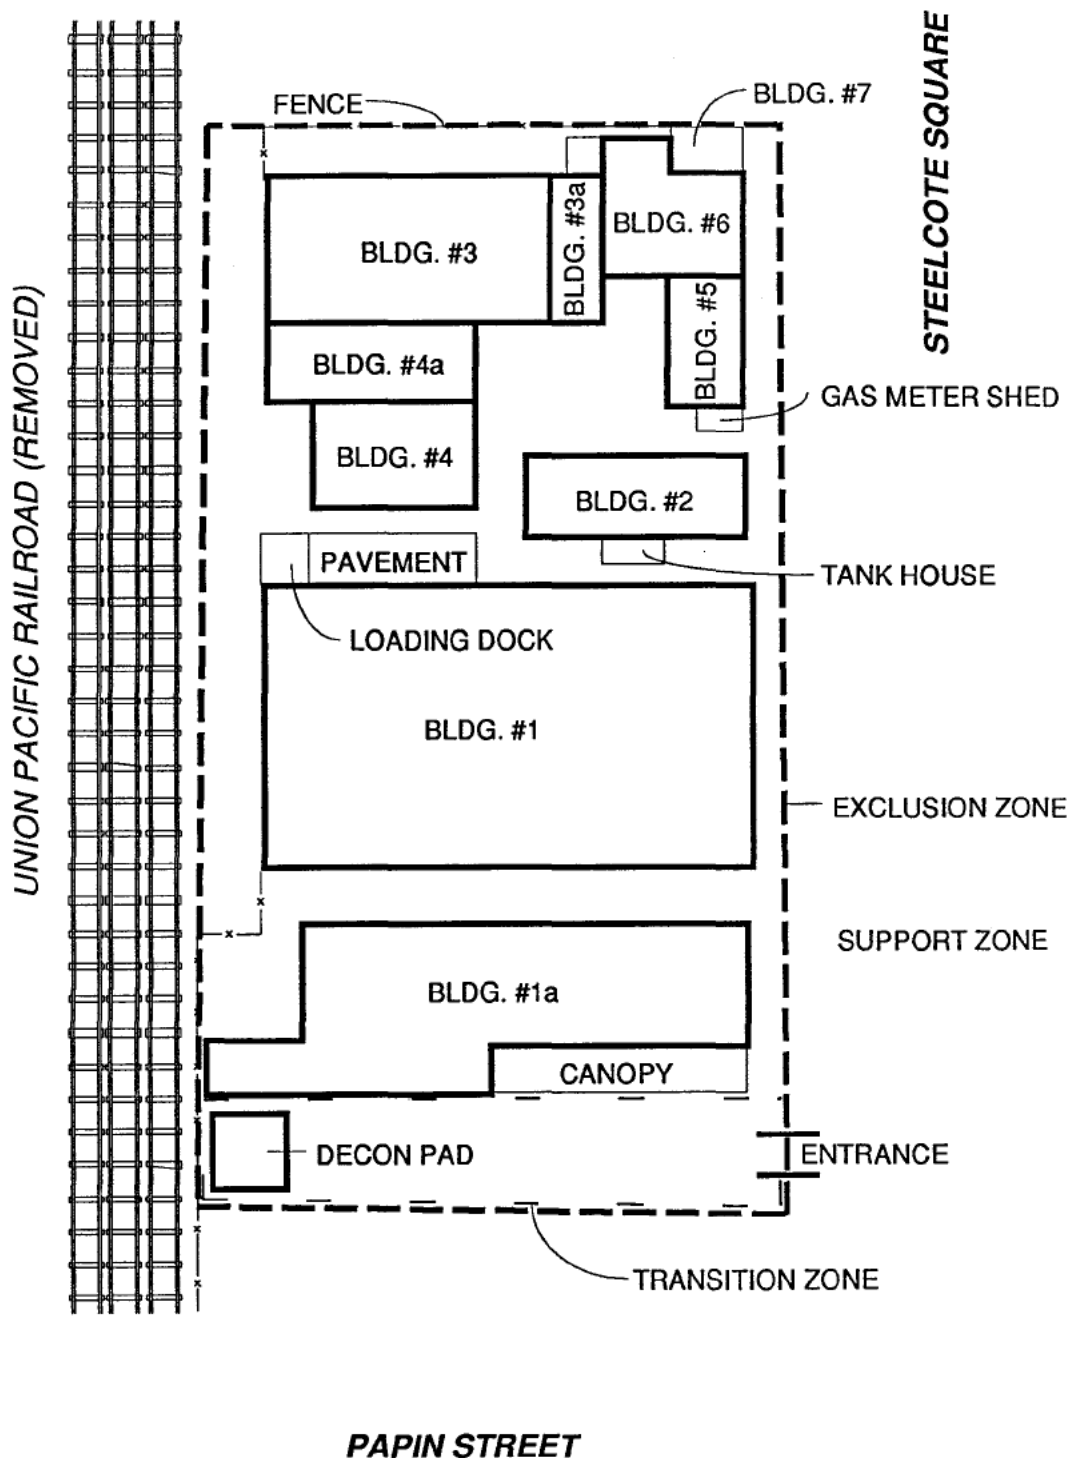 STEELCOTE SQUARE
BLDG. #7
FENCE
BLDG. #3
BLDG. #3a
BLDG. #6
BLDG. #5
BLDG. #4a
GAS METER SHED
BLDG. #4
BLDG. #2
PAVEMENT
TANK HOUSE
LOADING DOCK
UNION PACIFIC RAILROAD (REMOVED)
BLDG. #1
EXCLUSION ZONE
SUPPORT ZONE
BLDG. #1a
CANOPY
DECON PAD
ENTRANCE
TRANSITION ZONE
PAPIN STREET